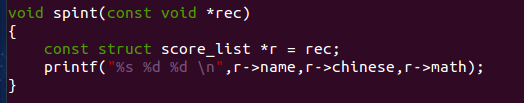 void spint(const void *rec)
{
    const struct score_list *r = rec;
    printf("%s %d %d \n",r->name,r->chinese,r->math);
}